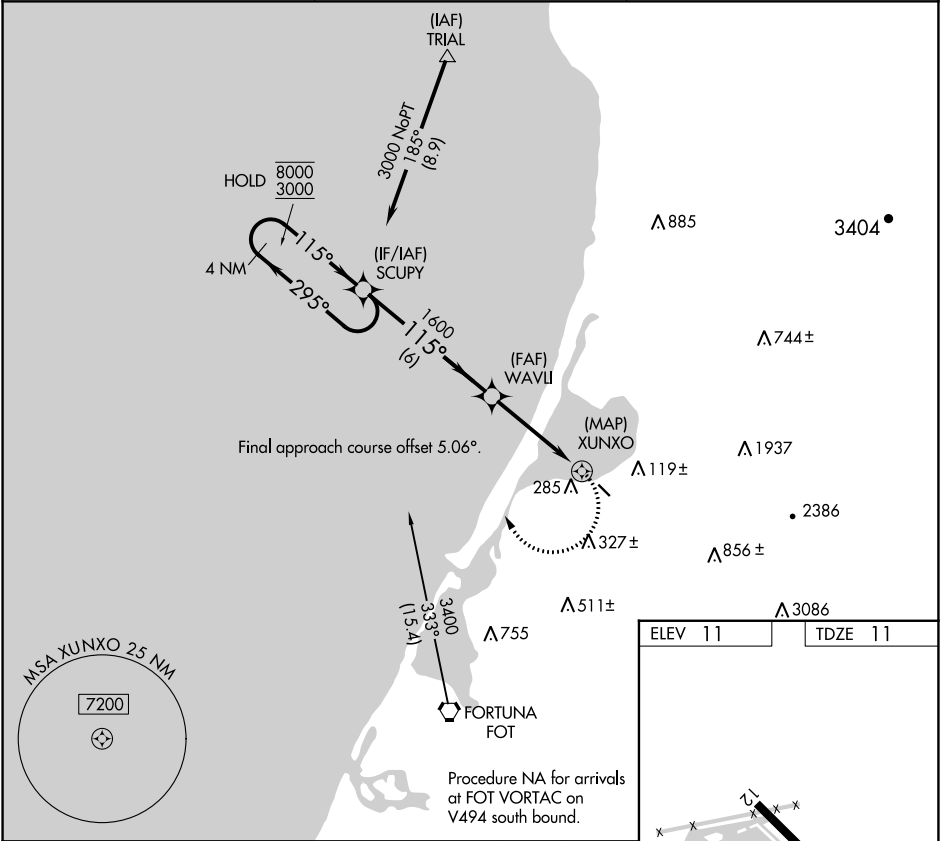 (IAF)
TRIAL
3000 NoPT
185°
(8.9)
HOLD
8000
3000
4 NM
115°
295°
(IF/IAF)
SCUPY
1600
115°
(6)
(FAF)
WAVLI
(MAP)
XUNXO
885
3404
744±
1937
119±
285
2386
327±
856±
511±
3086
755
Final approach course offset 5.06°.
3400
333°
(15.4)
FORTUNA
FOT
MSA XUNXO 25 NM
7200
Procedure NA for arrivals
at FOT VORTAC on
V494 south bound.
ELEV 11
TDZE 11
12
X X X X X